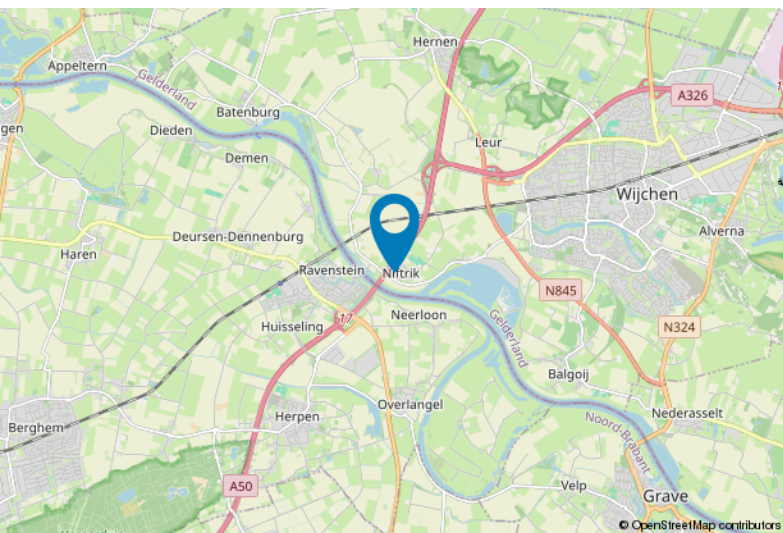 Hernen
Appeltern
Gelderland
A326
Batenburg
Dieden
Leur
Demen
Wijchen
Alverna
Deursen-Dennenburg
Haren
Ravenstein
Niftrik
N845
17
Neerloon
Huisseling
Gelderland
N324
Balgoij
Overlangel
Herpen
Nederasselt
Berghem
Noord-Brabant
A50
Velp
Grave
© OpenStreetMap contributors